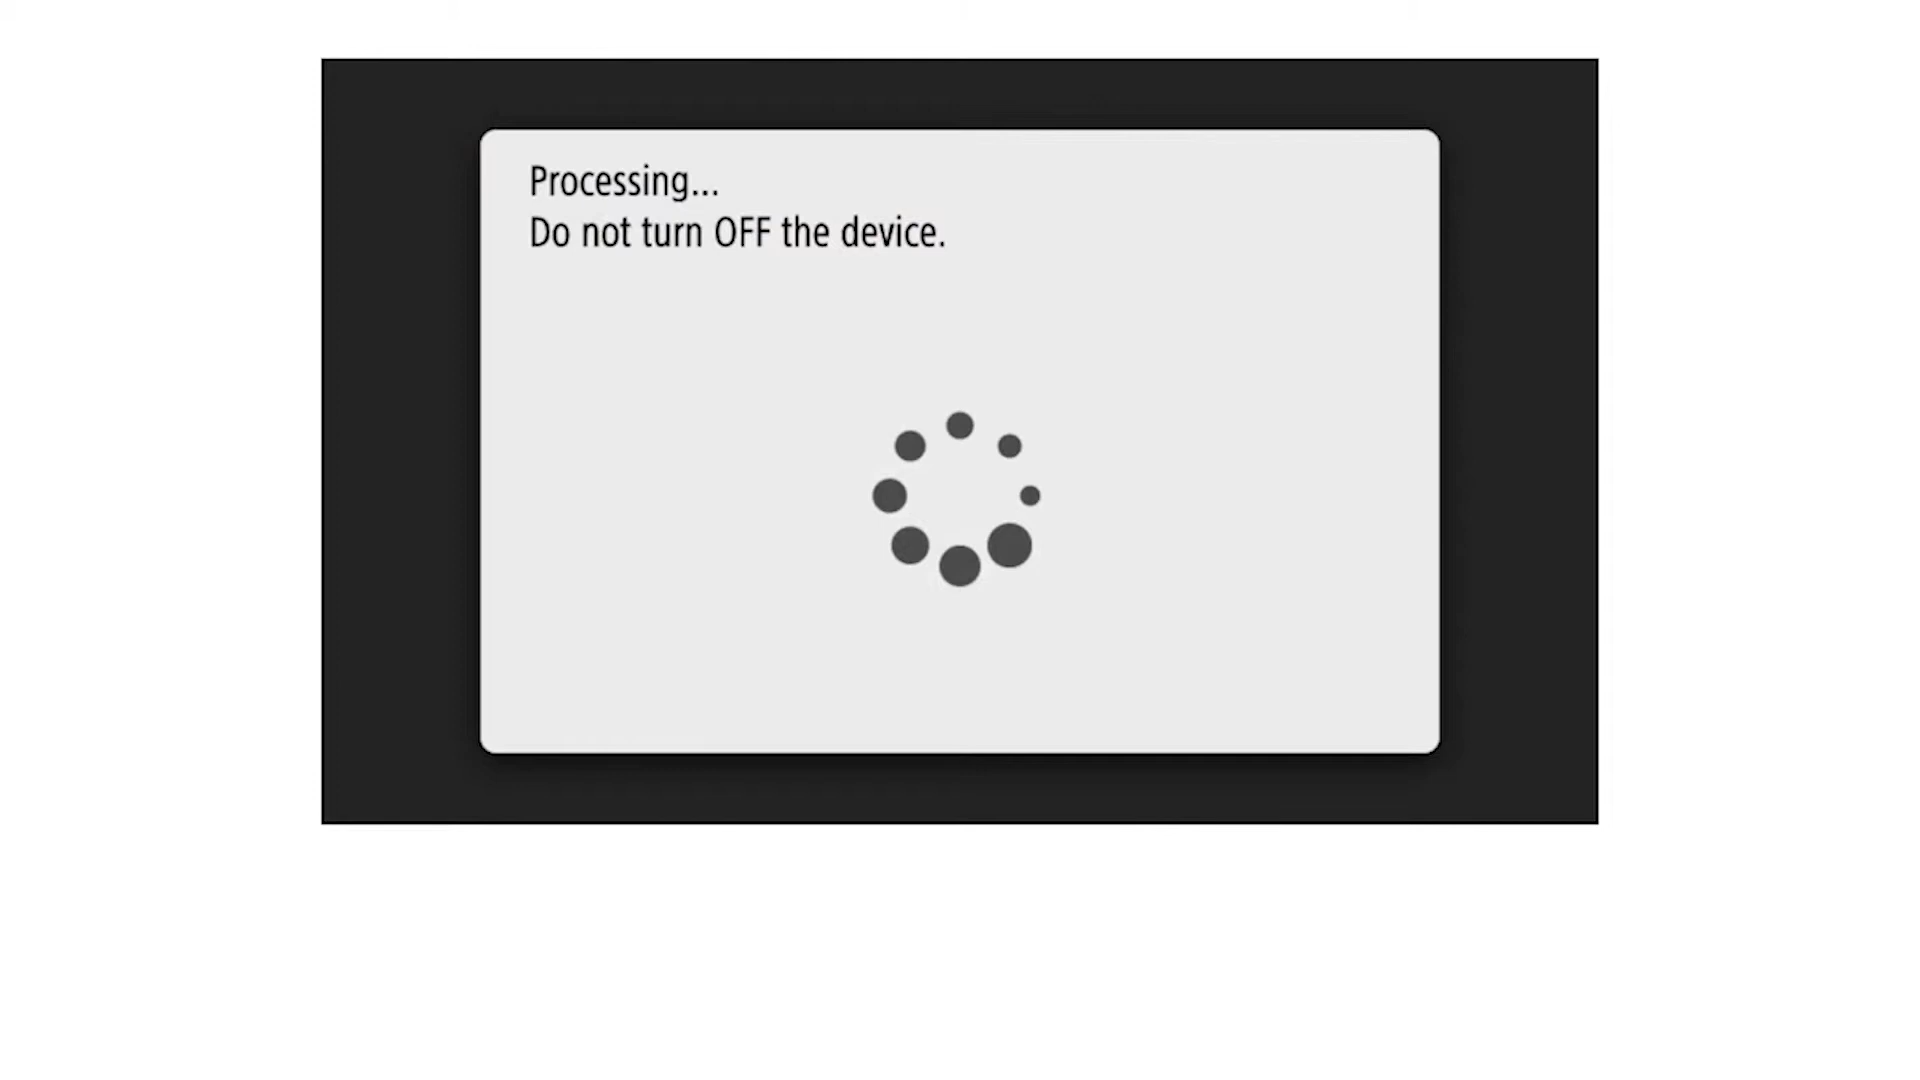 Processing...
Do not turn OFF the device.